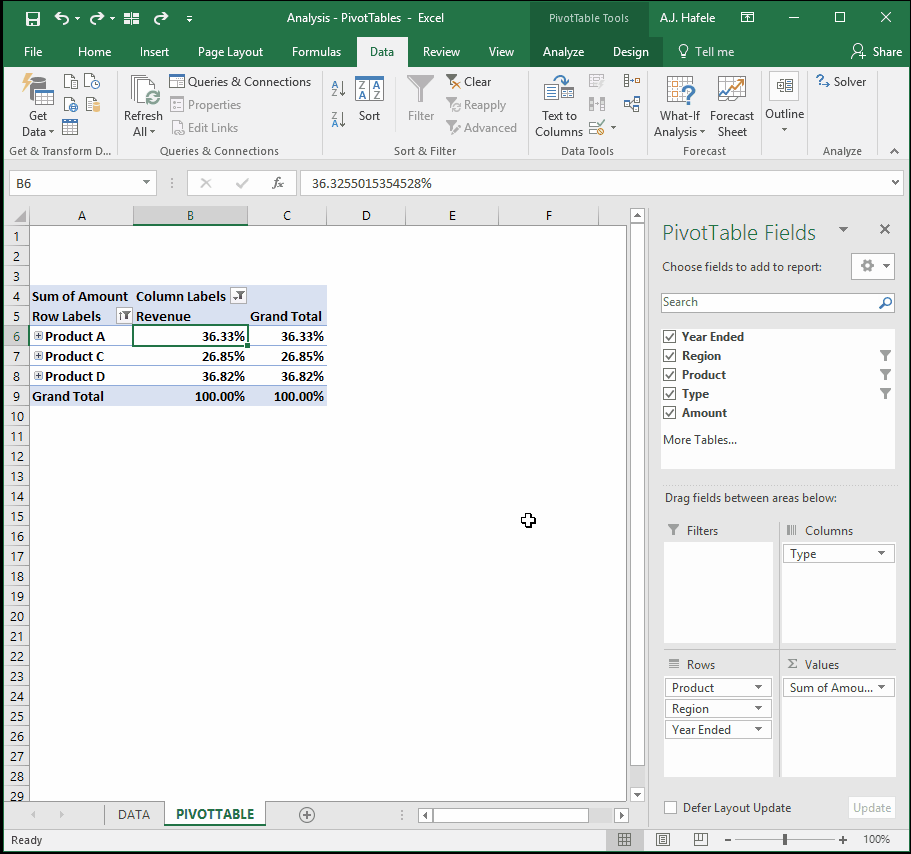 Analysis - PivotTables - Excel
PivotTable Tools
A.J. Hafele
File Home Insert Page Layout Formulas Data Review View Analyze Design Tell me Share
Get Data
Get & Transform D...
Refresh All
Queries & Connections
Properties
Edit Links
Queries & Connections
Sort
Filter
Clear
Reapply
Advanced
Sort & Filter
Text to Columns
Data Tools
What-If Analysis
Forecast Sheet
Forecast
Outline
Solver
Analyze
B6
fx
36.3255015354528%
A B C D E F
1
2
3
4 Sum of Amount Column Labels
5 Row Labels Revenue Grand Total
6 Product A 36.33% 36.33%
7 Product C 26.85% 26.85%
8 Product D 36.82% 36.82%
9 Grand Total 100.00% 100.00%
10
11
12
13
14
15
16
17
18
19
20
21
22
23
24
25
26
27
28
29
PivotTable Fields
Choose fields to add to report:
Search
Year Ended
Region
Product
Type
Amount
More Tables...
Drag fields between areas below:
Filters
Columns
Type
Rows
Product
Region
Year Ended
Σ Values
Sum of Amou...
Defer Layout Update
Update
DATA PIVOTTABLE
Ready
100%